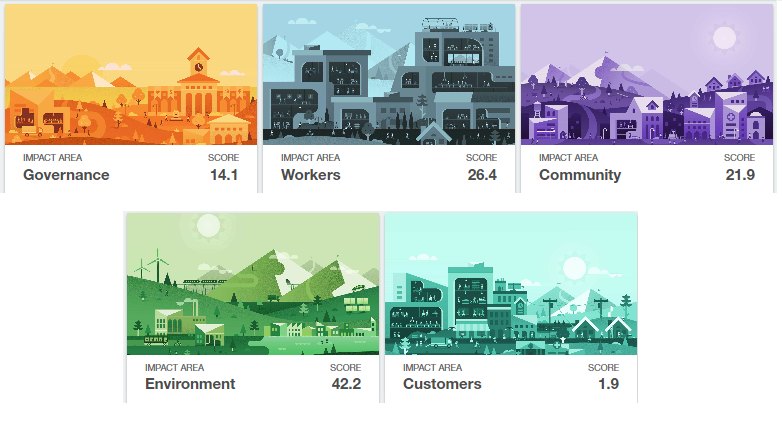 IMPACT AREA SCORE
Governance 14.1
IMPACT AREA SCORE
Workers 26.4
IMPACT AREA SCORE
Community 21.9
IMPACT AREA SCORE
Environment 42.2
IMPACT AREA SCORE
Customers 1.9